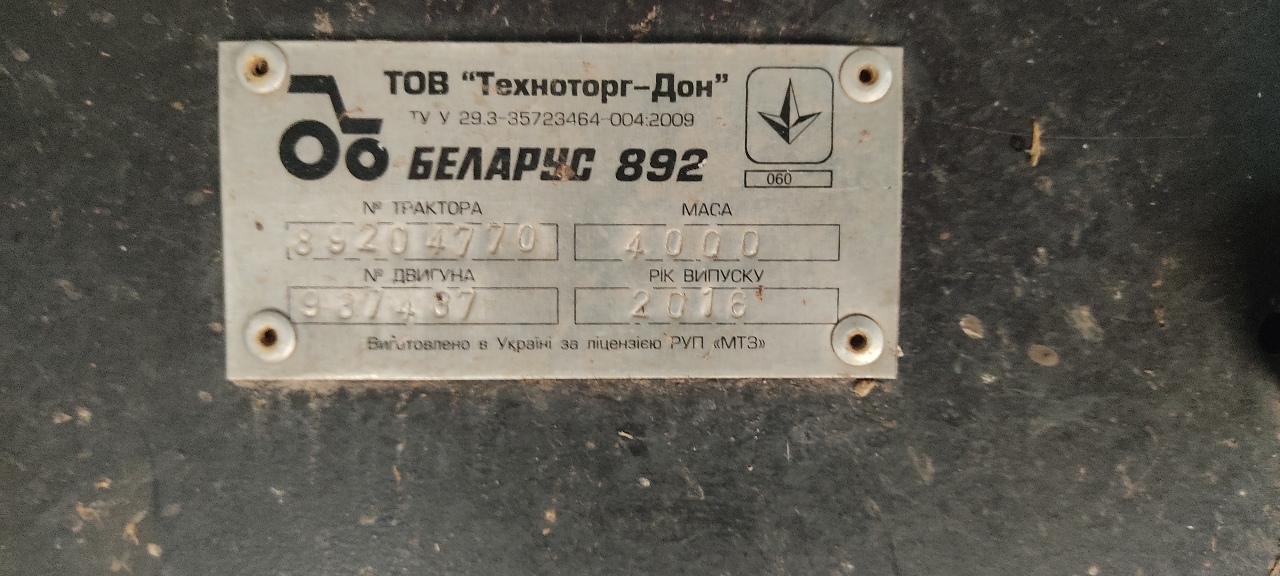 ТОВ “Техноторг-Дон”
ТУ У 29.3-35723464-004:2009
БЕЛАРУС 892
060
№ ТРАКТОРА МАСА
89204770 4000
№ ДВИГУНА РІК ВИПУСКУ
937437 2016
Виготовлено в Україні за ліцензією РУП «МТЗ»